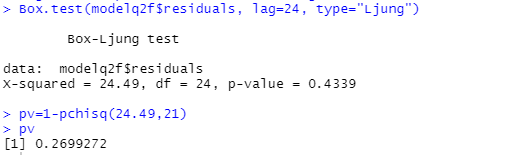 > Box.test(modelq2f$residuals, lag=24, type="Ljung")
Box-Ljung test
data:  modelq2f$residuals
X-squared = 24.49, df = 24, p-value = 0.4339
> pv=1-pchisq(24.49,21)
> pv
[1] 0.2699272